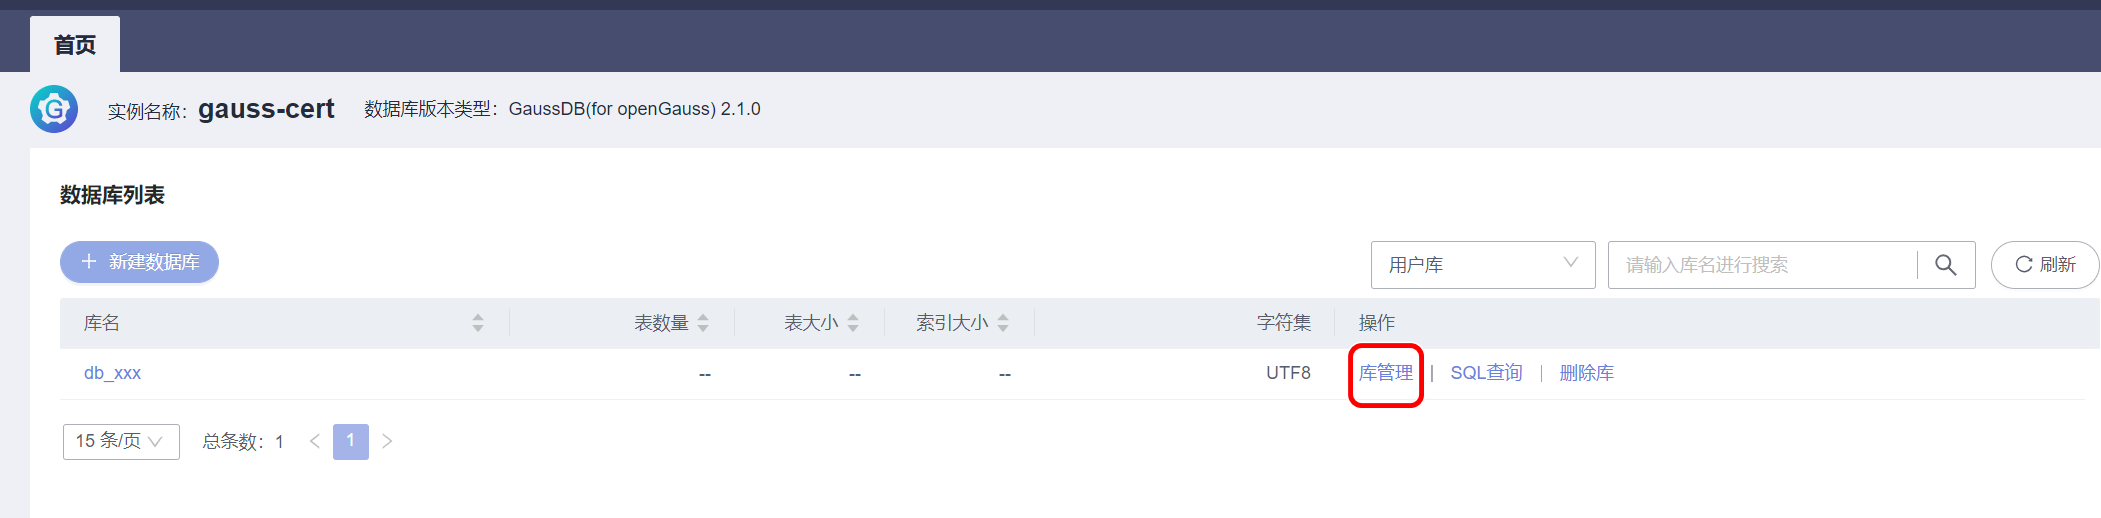 首页
G 实例名称：gauss-cert 数据库版本类型：GaussDB(for openGauss) 2.1.0
数据库列表
新建数据库 用户库 请输入库名进行搜索 刷新
库名 表数量 表大小 索引大小 字符集 操作
db_xxx -- -- -- UTF8 库管理 | SQL查询 | 删除库
15 条/页 总条数：1 < 1 >